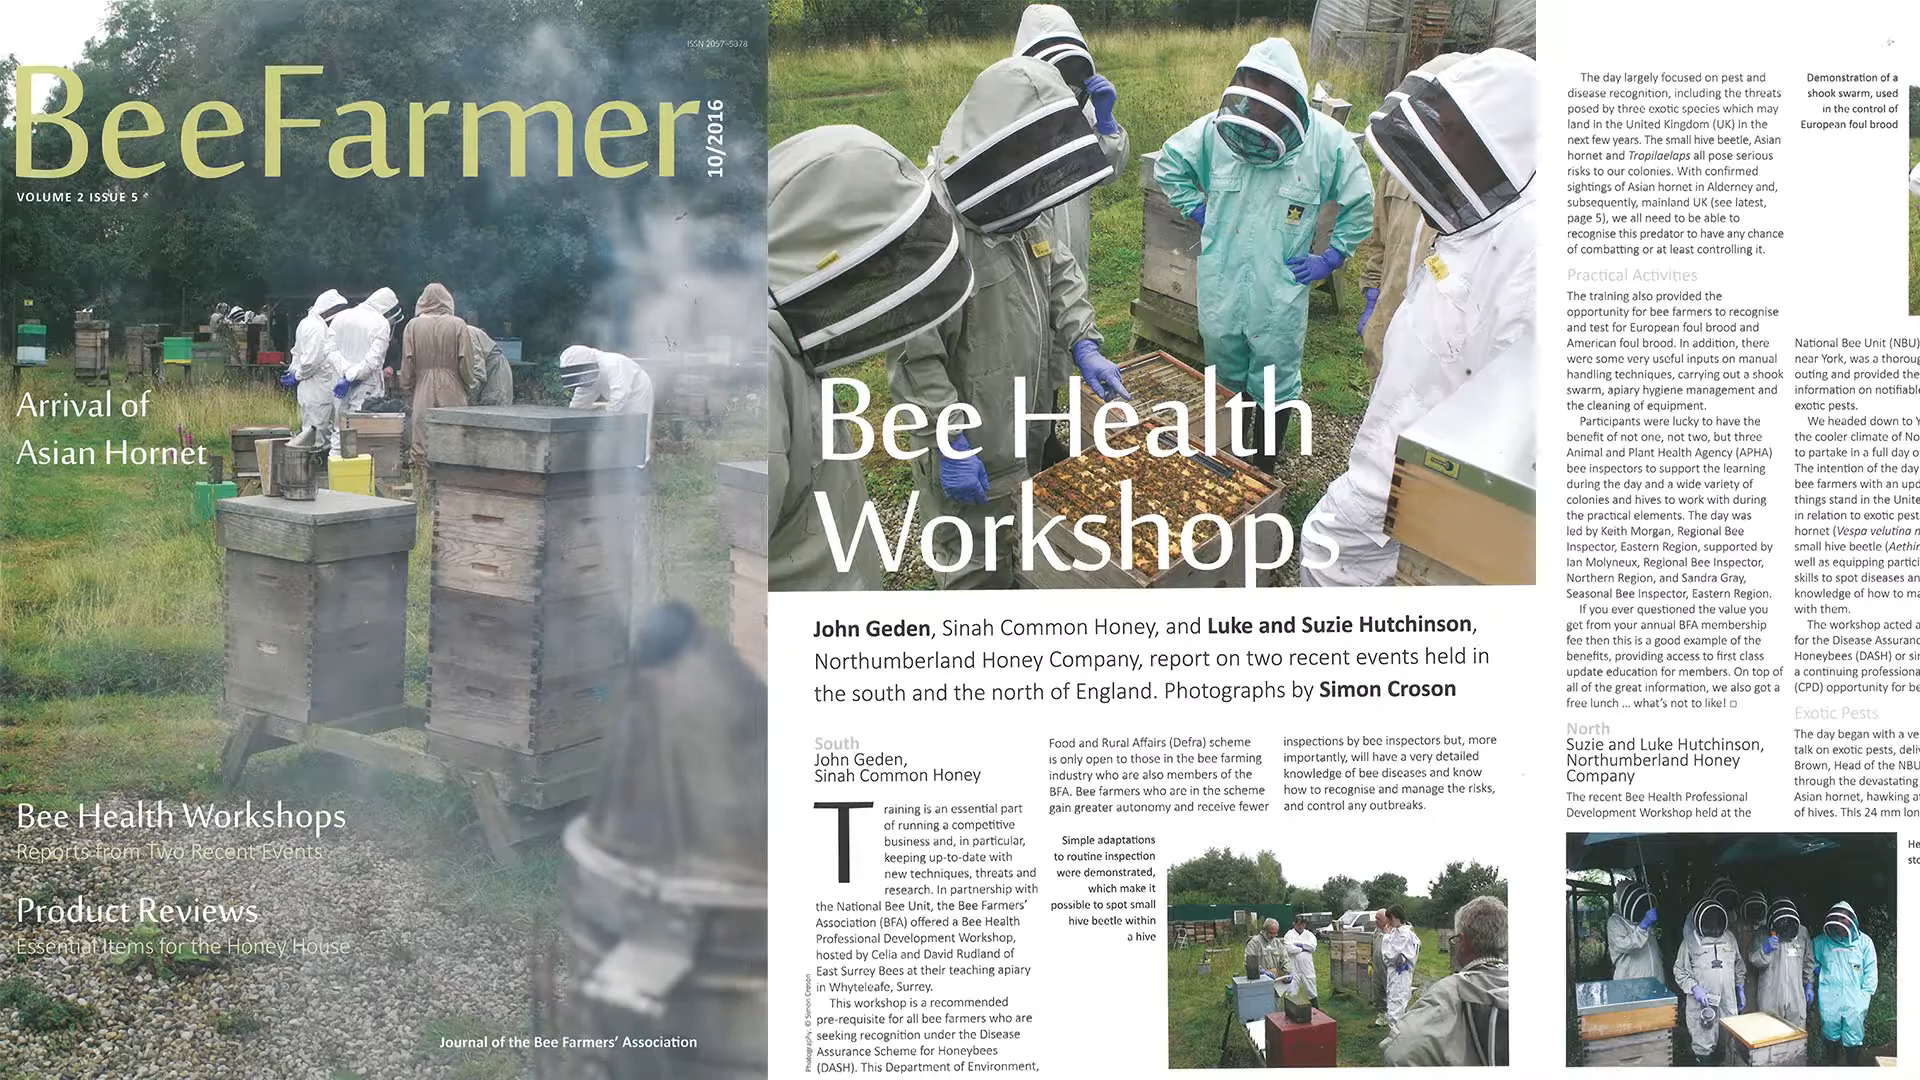 ISSN 2057-5378
BeeFarmer
10/2016
VOLUME 2 ISSUE 5
Arrival of
Asian Hornet
Bee Health Workshops
Reports from Two Recent Events
Product Reviews
Essential Items for the Honey House
Journal of the Bee Farmers' Association
Bee Health
Workshops
John Geden, Sinah Common Honey, and Luke and Suzie Hutchinson,
Northumberland Honey Company, report on two recent events held in
the south and the north of England. Photographs by Simon Croson
South
John Geden,
Sinah Common Honey
Training is an essential part
of running a competitive
business and, in particular,
keeping up-to-date with
new techniques, threats and
research. In partnership with
the National Bee Unit, the Bee Farmers'
Association (BFA) offered a Bee Health
Professional Development Workshop,
hosted by Celia and David Rudland of
East Surrey Bees at their teaching apiary
in Whyteleafe, Surrey.
This workshop is a recommended
pre-requisite for all bee farmers who are
seeking recognition under the Disease
Assurance Scheme for Honeybees
(DASH). This Department of Environment,
Photography: © Simon Croson
Food and Rural Affairs (Defra) scheme
is only open to those in the bee farming
industry who are also members of the
BFA. Bee farmers who are in the scheme
gain greater autonomy and receive fewer
inspections by bee inspectors but, more
importantly, will have a very detailed
knowledge of bee diseases and know
how to recognise and manage the risks,
and control any outbreaks.
Simple adaptations
to routine inspection
were demonstrated,
which make it
possible to spot small
hive beetle within
a hive
The day largely focused on pest and
disease recognition, including the threats
posed by three exotic species which may
land in the United Kingdom (UK) in the
next few years. The small hive beetle, Asian
hornet and Tropilaelaps all pose serious
risks to our colonies. With confirmed
sightings of Asian hornet in Alderney and,
subsequently, mainland UK (see latest,
page 5), we all need to be able to
recognise this predator to have any chance
of combatting or at least controlling it.
Practical Activities
The training also provided the
opportunity for bee farmers to recognise
and test for European foul brood and
American foul brood. In addition, there
were some very useful inputs on manual
handling techniques, carrying out a shook
swarm, apiary hygiene management and
the cleaning of equipment.
Participants were lucky to have the
benefit of not one, not two, but three
Animal and Plant Health Agency (APHA)
bee inspectors to support the learning
during the day and a wide variety of
colonies and hives to work with during
the practical elements. The day was
led by Keith Morgan, Regional Bee
Inspector, Eastern Region, supported by
Ian Molyneux, Regional Bee Inspector,
Northern Region, and Sandra Gray,
Seasonal Bee Inspector, Eastern Region.
If you ever questioned the value you
get from your annual BFA membership
fee then this is a good example of the
benefits, providing access to first class
update education for members. On top of
all of the great information, we also got a
free lunch ... what's not to like! □
North
Suzie and Luke Hutchinson,
Northumberland Honey
Company
The recent Bee Health Professional
Development Workshop held at the
Demonstration of a
shook swarm, used
in the control of
European foul brood
National Bee Unit (NBU)
near York, was a thoroug
outing and provided the
information on notifiable
exotic pests.
We headed down to Y
the cooler climate of No
to partake in a full day o
The intention of the day
bee farmers with an upd
things stand in the Unite
in relation to exotic pest
hornet (Vespa velutina n
small hive beetle (Aethin
well as equipping partici
skills to spot diseases an
knowledge of how to ma
with them.
The workshop acted a
for the Disease Assuranc
Honeybees (DASH) or sir
a continuing professiona
(CPD) opportunity for be
Exotic Pests
The day began with a ve
talk on exotic pests, deliv
Brown, Head of the NBU
through the devastating
Asian hornet, hawking at
of hives. This 24 mm lon
He
sto